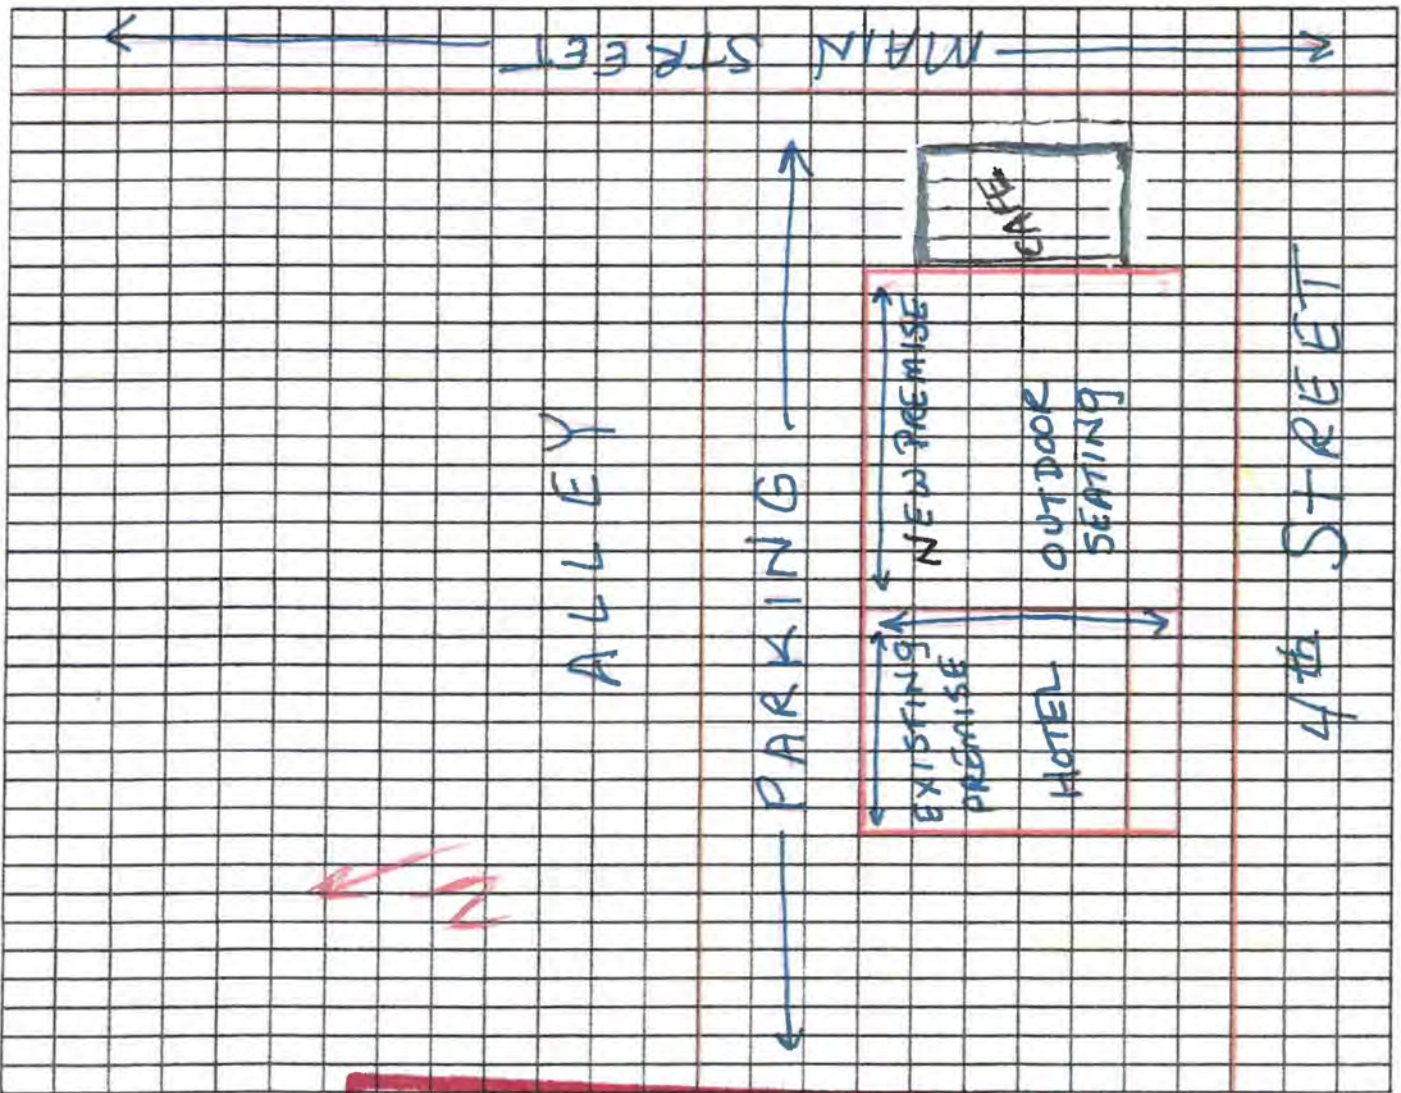 MAIN STREET
ALLEY
N
PARKING
CAFE
NEW PREMISE
OUTDOOR
SEATING
EXISTING
PREMISE
HOTEL
4th STREET